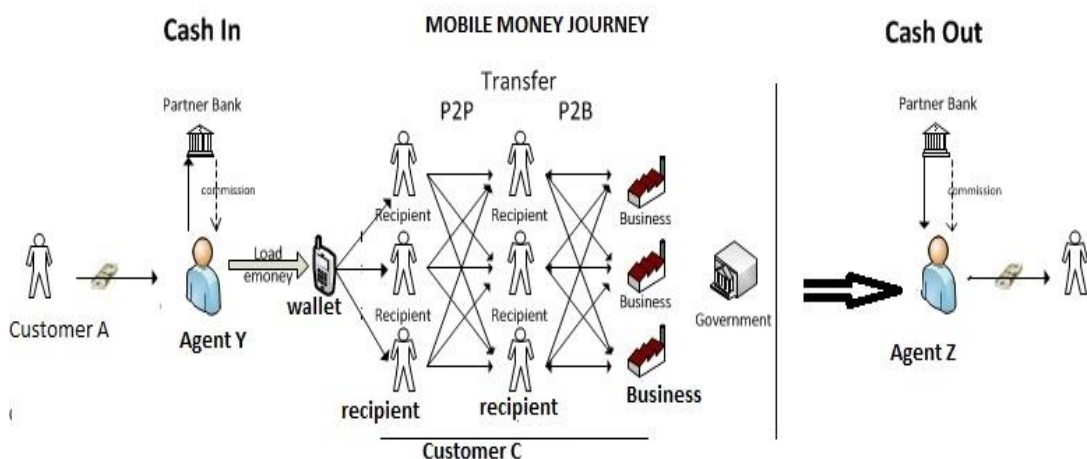 Cash In
MOBILE MONEY JOURNEY
Cash Out
Transfer
P2P
P2B
Partner Bank
commission
Customer A
Agent Y
Load
emoney
wallet
Recipient
Recipient
recipient
Recipient
Recipient
recipient
Business
Business
Business
Government
Customer C
Partner Bank
commission
Agent Z